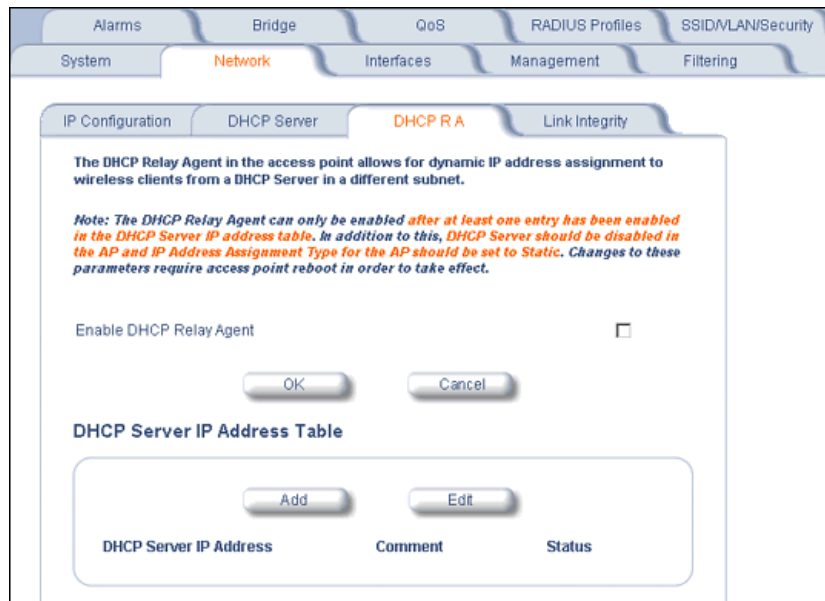 Alarms Bridge QoS RADIUS Profiles SSID/VLAN/Security
System Network Interfaces Management Filtering
IP Configuration DHCP Server DHCP R A Link Integrity
The DHCP Relay Agent in the access point allows for dynamic IP address assignment to
wireless clients from a DHCP Server in a different subnet.
Note: The DHCP Relay Agent can only be enabled after at least one entry has been enabled
in the DHCP Server IP address table. In addition to this, DHCP Server should be disabled in
the AP and IP Address Assignment Type for the AP should be set to Static. Changes to these
parameters require access point reboot in order to take effect.
Enable DHCP Relay Agent
OK Cancel
DHCP Server IP Address Table
Add Edit
DHCP Server IP Address Comment Status